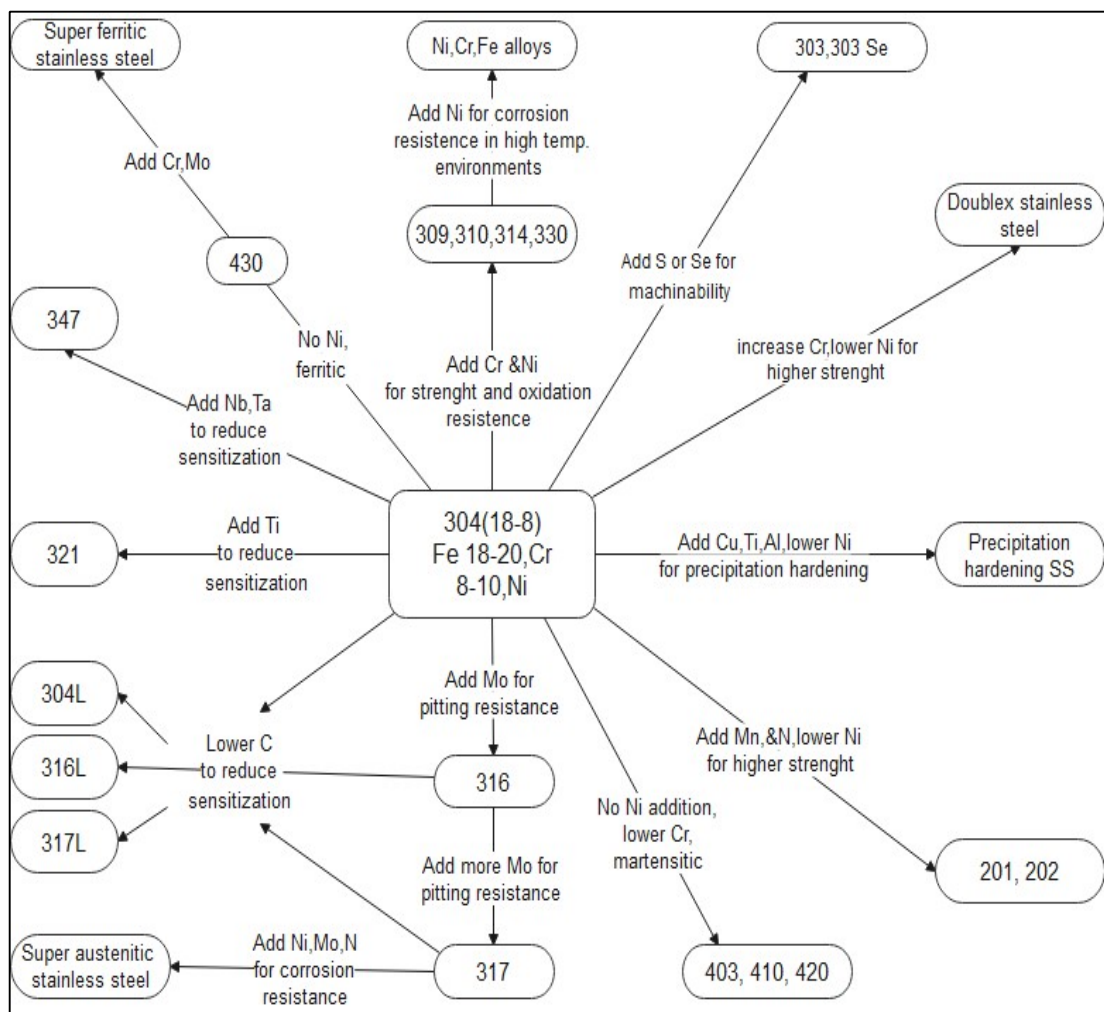 Super ferritic
stainless steel
Ni,Cr,Fe alloys
303,303 Se
Add Ni for corrosion
resistence in high temp.
environments
Add Cr,Mo
Doublex stainless
steel
309,310,314,330
430
Add S or Se for
machinability
347
No Ni,
ferritic
increase Cr,lower Ni for
higher strenght
Add Cr &Ni
for strenght and oxidation
resistence
Add Nb,Ta
to reduce
sensitization
304(18-8)
Fe 18-20,Cr
8-10,Ni
321
Add Ti
to reduce
sensitization
Add Cu,Ti,Al,lower Ni
for precipitation hardening
Precipitation
hardening SS
304L
316L
317L
Lower C
to reduce
sensitization
Add Mo for
pitting resistance
316
Add Mn,&N,lower Ni
for higher strenght
No Ni addition,
lower Cr,
martensitic
201, 202
Add more Mo for
pitting resistance
Super austenitic
stainless steel
Add Ni,Mo,N
for corrosion
resistance
317
403, 410, 420